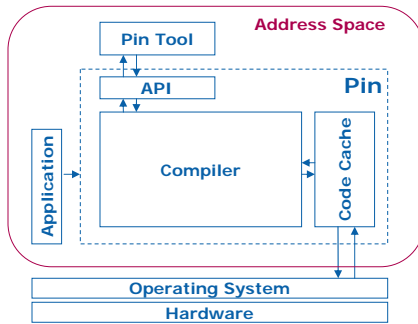 Address Space
Pin Tool
Pin
API
Application
Compiler
Code Cache
Operating System
Hardware